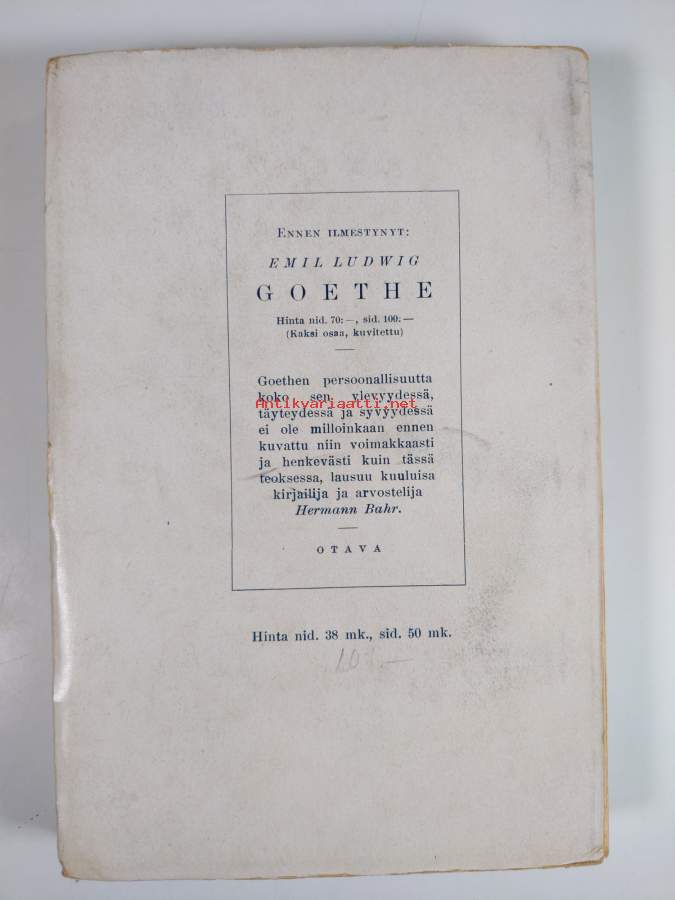 ENNEN ILMESTYNYT:
EMIL LUDWIG
GOETHE
Hinta nid. 70:—, sid. 100:—
(Kaksi osaa, kuvitettu)
Goethen persoonallisuutta
koko sen ylevyydessä,
Antikvariaatti.net
täyteydessä ja syvyydessä
ei ole milloinkaan ennen
kuvattu niin voimakkaasti
ja henkevästi kuin tässä
teoksessa, lausuu kuuluisa
kirjailija ja arvostelija
Hermann Bahr.
OTAVA
Hinta nid. 38 mk., sid. 50 mk.